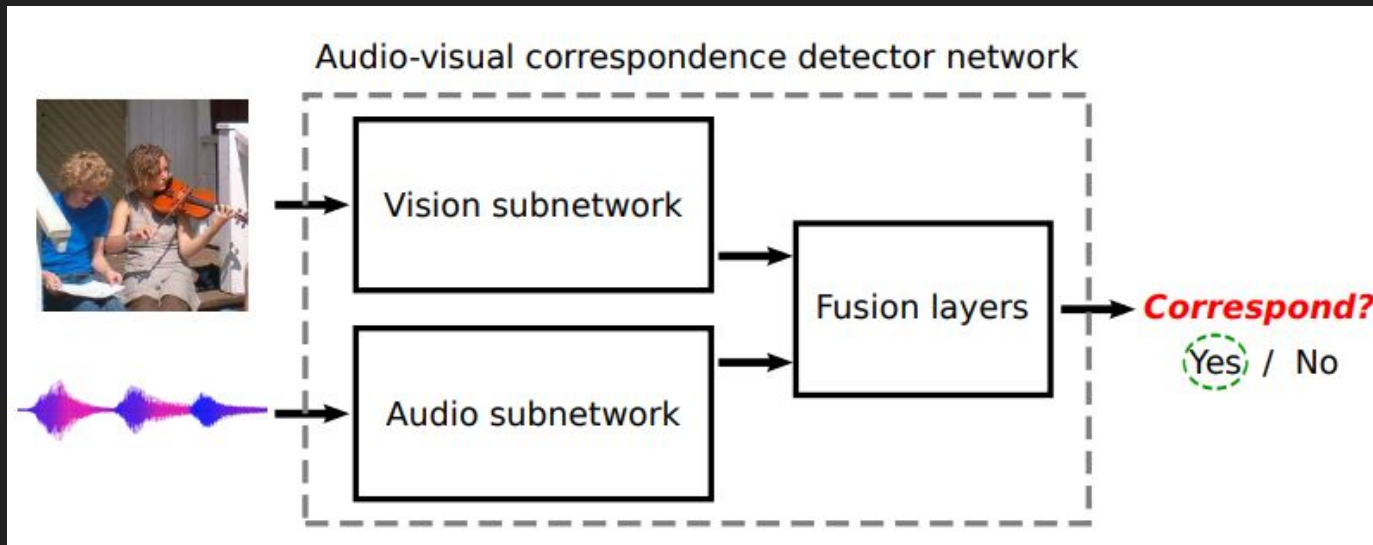 Audio-visual correspondence detector network
Vision subnetwork
Audio subnetwork
Fusion layers
Correspond?
Yes / No